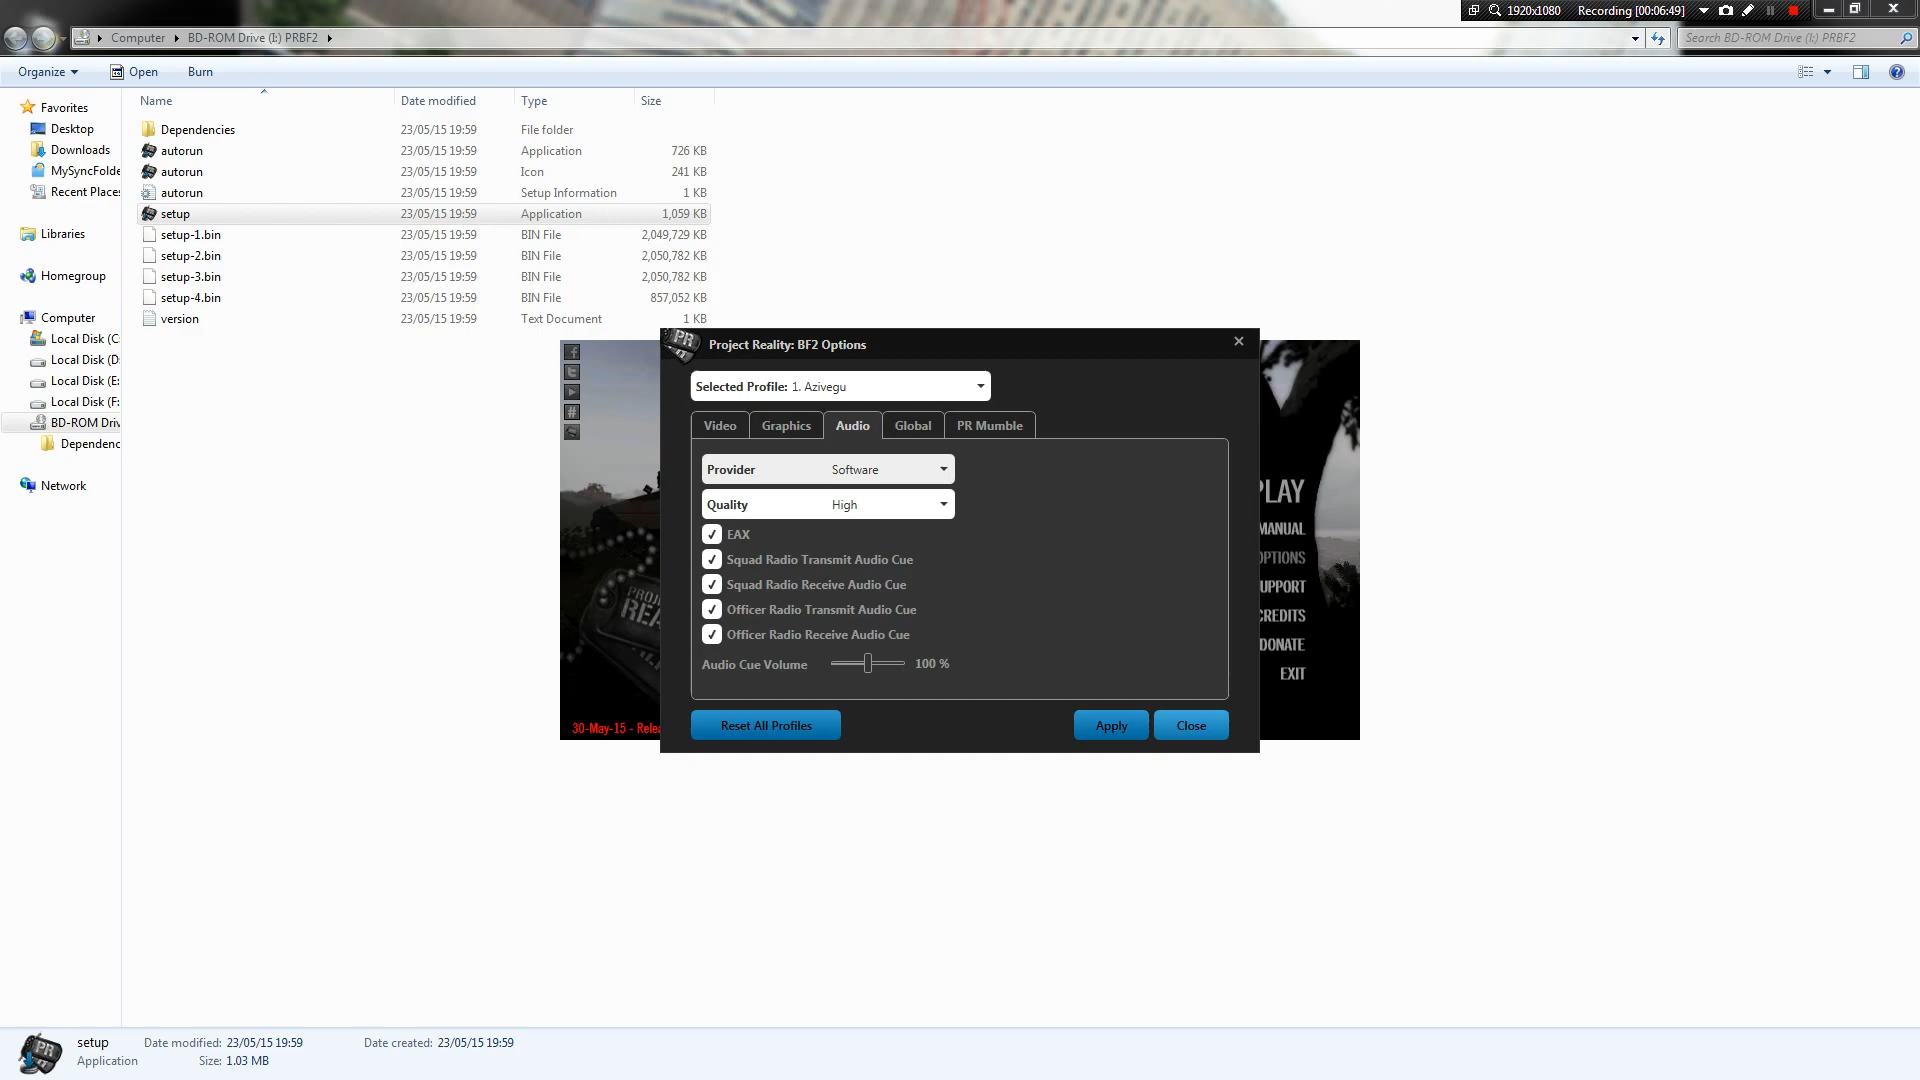 1920x1080 Recording [00:06:49]
Computer BD-ROM Drive (I:) PRBF2
Search BD-ROM Drive (I:) PRBF2
Organize Open Burn
Name Date modified Type Size
Favorites
Desktop
Downloads
MySyncFolde
Recent Place
Libraries
Homegroup
Computer
Local Disk (C
Local Disk (D
Local Disk (E:
Local Disk (F:
BD-ROM Driv
Dependenc
Network
Dependencies 23/05/15 19:59 File folder
autorun 23/05/15 19:59 Application 726 KB
autorun 23/05/15 19:59 Icon 241 KB
autorun 23/05/15 19:59 Setup Information 1 KB
setup 23/05/15 19:59 Application 1,059 KB
setup-1.bin 23/05/15 19:59 BIN File 2,049,729 KB
setup-2.bin 23/05/15 19:59 BIN File 2,050,782 KB
setup-3.bin 23/05/15 19:59 BIN File 2,050,782 KB
setup-4.bin 23/05/15 19:59 BIN File 857,052 KB
version 23/05/15 19:59 Text Document 1 KB
PR Project Reality: BF2 Options
Selected Profile: 1. Azivegu
Video Graphics Audio Global PR Mumble
Provider Software
Quality High
EAX
Squad Radio Transmit Audio Cue
Squad Radio Receive Audio Cue
Officer Radio Transmit Audio Cue
Officer Radio Receive Audio Cue
Audio Cue Volume 100 %
Reset All Profiles Apply Close
PROJ
REA
30-May-15 - Relea
PLAY
MANUAL
OPTIONS
UPPORT
CREDITS
DONATE
EXIT
PR setup Date modified: 23/05/15 19:59 Date created: 23/05/15 19:59
Application Size: 1.03 MB